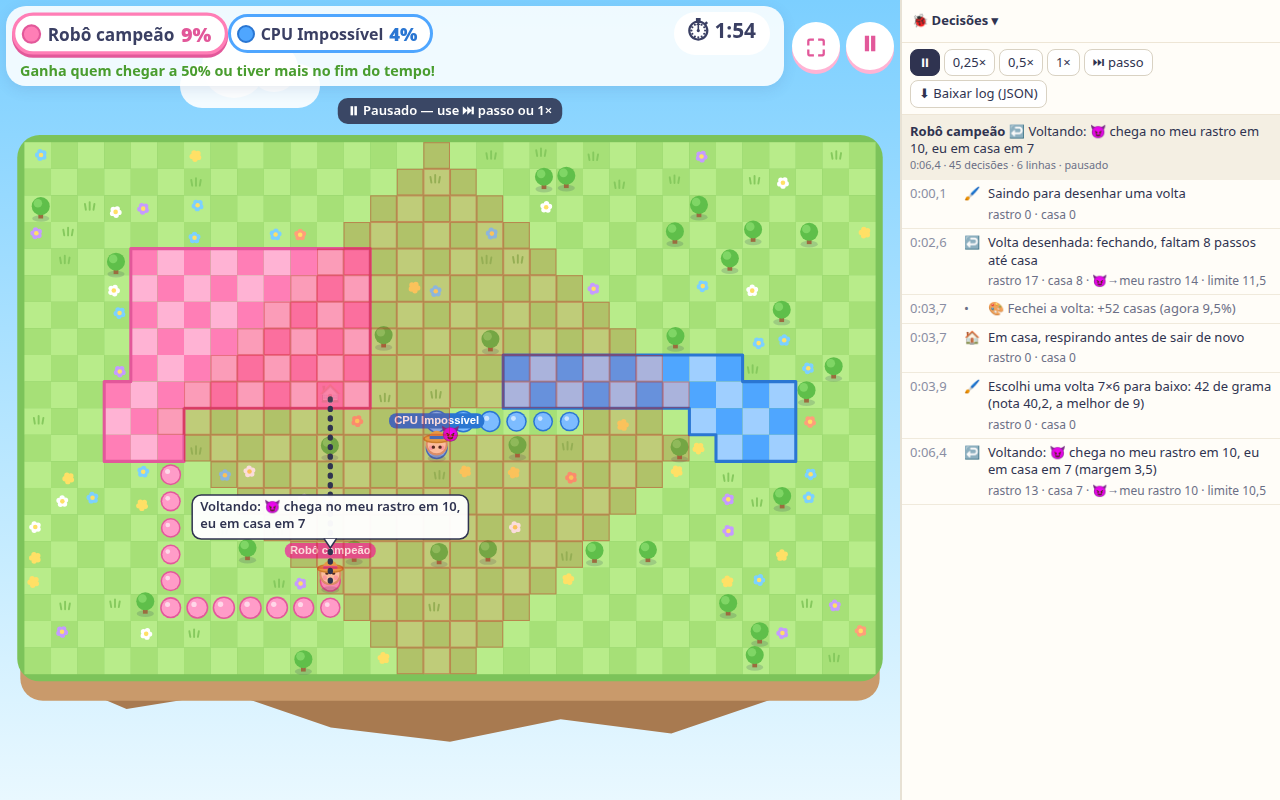 Robô campeão 9%
CPU Impossível 4%
1:54
Ganha quem chegar a 50% ou tiver mais no fim do tempo!
⏸ Pausado — use ⏭ passo ou 1×
CPU Impossível
Voltando: 😈 chega no meu rastro em 10,
eu em casa em 7
Robô campeão
🐞 Decisões ▾
⏸ 0,25× 0,5× 1× ⏭ passo
⬇ Baixar log (JSON)
Robô campeão ↩️ Voltando: 😈 chega no meu rastro em
10, eu em casa em 7
0:06,4 · 45 decisões · 6 linhas · pausado
0:00,1 🖌️ Saindo para desenhar uma volta
rastro 0 · casa 0
0:02,6 ↩️ Volta desenhada: fechando, faltam 8 passos
até casa
rastro 17 · casa 8 · 😈→meu rastro 14 · limite 11,5
0:03,7 • 🎨 Fechei a volta: +52 casas (agora 9,5%)
0:03,7 🏠 Em casa, respirando antes de sair de novo
rastro 0 · casa 0
0:03,9 🖌️ Escolhi uma volta 7×6 para baixo: 42 de grama
(nota 40,2, a melhor de 9)
rastro 0 · casa 0
0:06,4 ↩️ Voltando: 😈 chega no meu rastro em 10, eu
em casa em 7 (margem 3,5)
rastro 13 · casa 7 · 😈→meu rastro 10 · limite 10,5